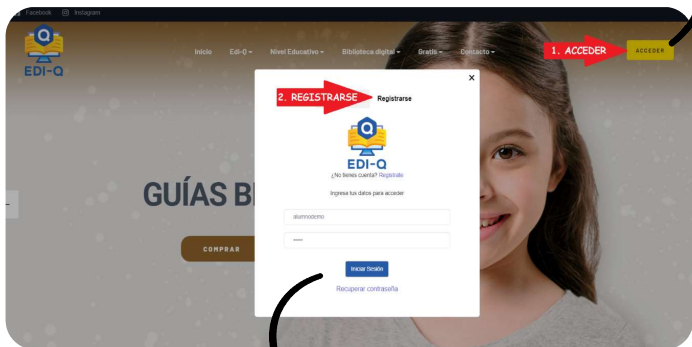 Facebook Instagram
EDI-Q
Inicio Edi-Q Nivel Educativo Biblioteca digital Gratis Contacto
1. ACCEDER
ACCEDER
X
2. REGISTRARSE
Registrarse
EDI-Q
¿No tienes cuenta? Regístrate
Ingresa tus datos para acceder
alumnodemo
Iniciar Sesión
Recuperar contraseña
GUÍAS B
COMPRAR